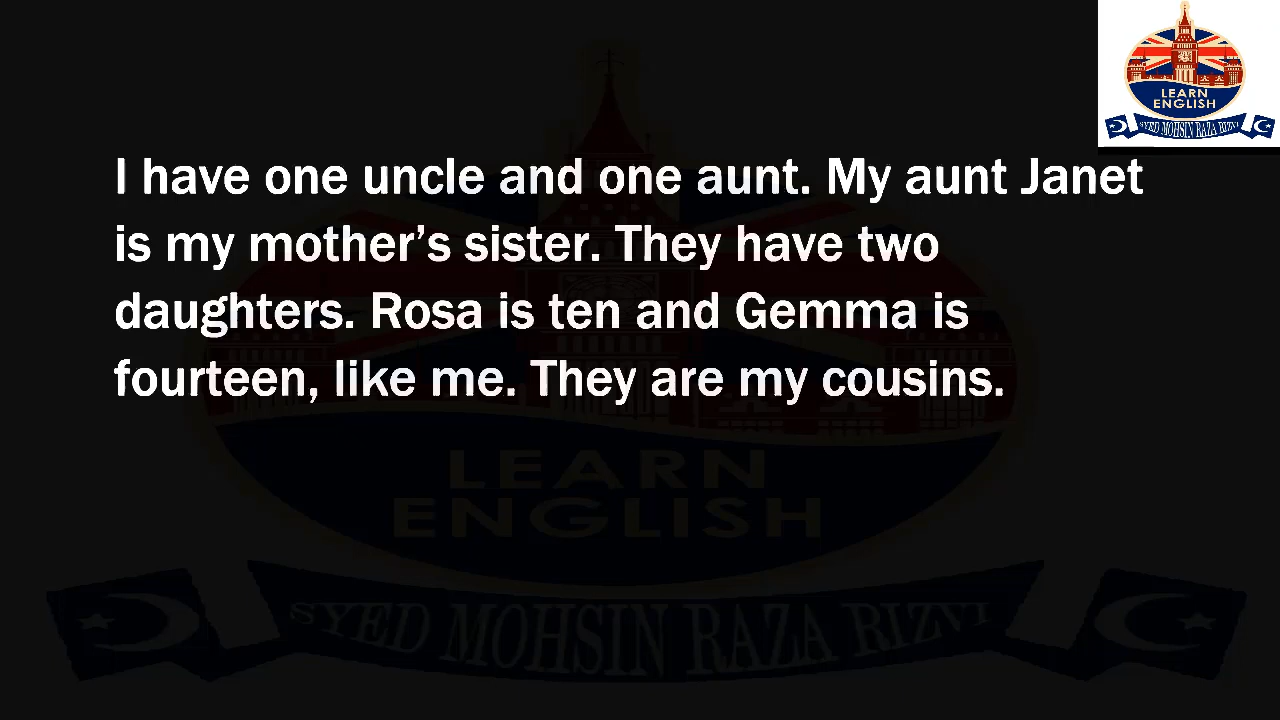 LEARN
ENGLISH
SYED MOHSIN RAZA RIZVI
I have one uncle and one aunt. My aunt Janet
is my mother’s sister. They have two
daughters. Rosa is ten and Gemma is
fourteen, like me. They are my cousins.
LEARN
ENGLISH
SYED MOHSIN RAZA RIZVI